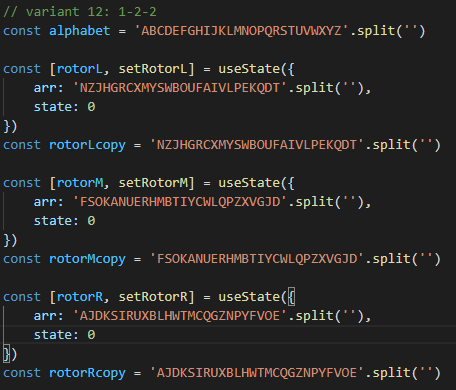 // variant 12: 1-2-2
const alphabet = 'ABCDEFGHIJKLMNOPQRSTUVWXYZ'.split('')
const [rotorL, setRotorL] = useState({
arr: 'NZJHGRCXMYSWBOUFAIVLPEKQDT'.split(''),
state: 0
})
const rotorLcopy = 'NZJHGRCXMYSWBOUFAIVLPEKQDT'.split('')
const [rotorM, setRotorM] = useState({
arr: 'FSOKANUERHMBTIYCWLQPZXVGJD'.split(''),
state: 0
})
const rotorMcopy = 'FSOKANUERHMBTIYCWLQPZXVGJD'.split('')
const [rotorR, setRotorR] = useState({
arr: 'AJDKSIRUXBLHWTMCQGZNPYFVOE'.split(''),
state: 0
})
const rotorRcopy = 'AJDKSIRUXBLHWTMCQGZNPYFVOE'.split('')